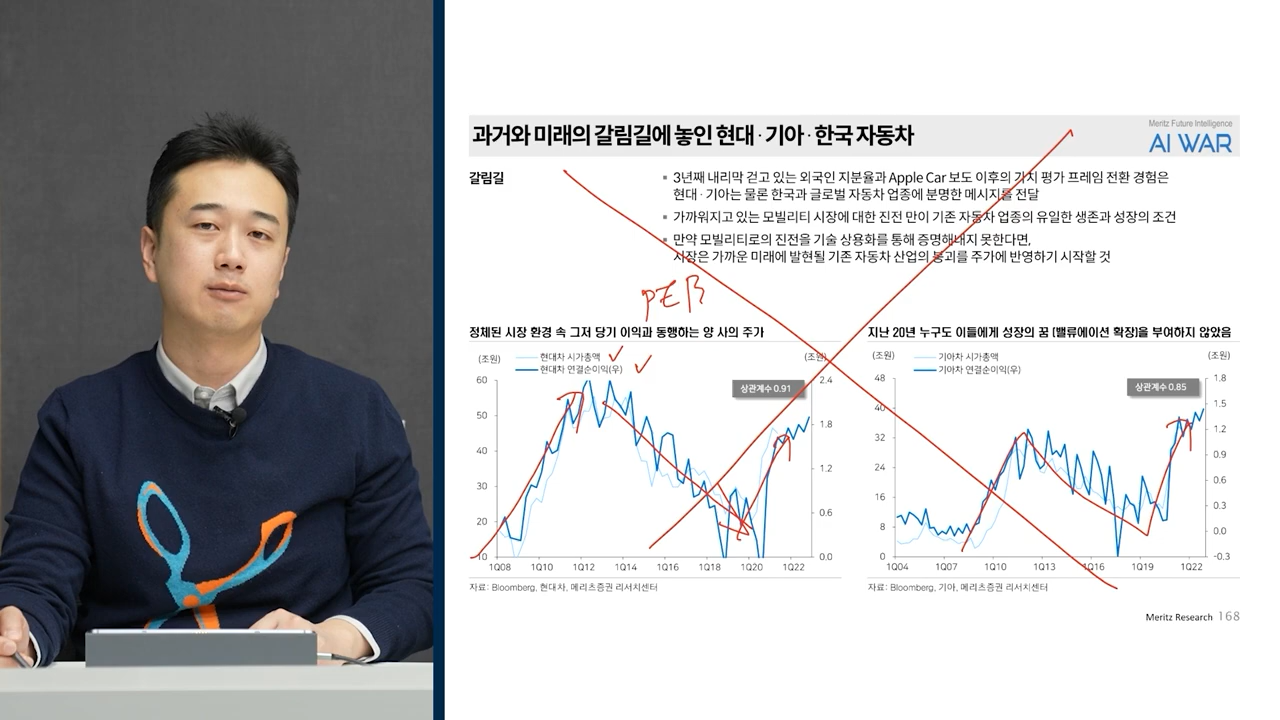 과거와 미래의 갈림길에 놓인 현대·기아·한국 자동차
Meritz Future Intelligence
AI WAR
갈림길
▪ 3년째 내리막 걷고 있는 외국인 지분율과 Apple Car 보도 이후의 가치 평가 프레임 전환 경험은
현대·기아는 물론 한국과 글로벌 자동차 업종에 분명한 메시지를 전달
▪ 가까워지고 있는 모빌리티 시장에 대한 진전 만이 기존 자동차 업종의 유일한 생존과 성장의 조건
▪ 만약 모빌리티로의 진전을 기술 상용화를 통해 증명해내지 못한다면,
시장은 가까운 미래에 발현될 기존 자동차 산업의 붕괴를 주가에 반영하기 시작할 것
PER
정체된 시장 환경 속 그저 당기 이익과 동행하는 양 사의 주가
(조원)
현대차 시가총액
현대차 연결순이익(우)
(조원)
상관계수 0.91
60
50
40
30
20
10
2.4
1.8
1.2
0.6
0.0
1Q08 1Q10 1Q12 1Q14 1Q16 1Q18 1Q20 1Q22
자료: Bloomberg, 현대차, 메리츠증권 리서치센터
지난 20년 누구도 이들에게 성장의 꿈 (밸류에이션 확장)을 부여하지 않았음
(조원)
기아차 시가총액
기아차 연결순이익(우)
(조원)
상관계수 0.85
48
40
32
24
16
8
0
1.8
1.5
1.2
0.9
0.6
0.3
0.0
-0.3
1Q04 1Q07 1Q10 1Q13 1Q16 1Q19 1Q22
자료: Bloomberg, 기아, 메리츠증권 리서치센터
Meritz Research 168